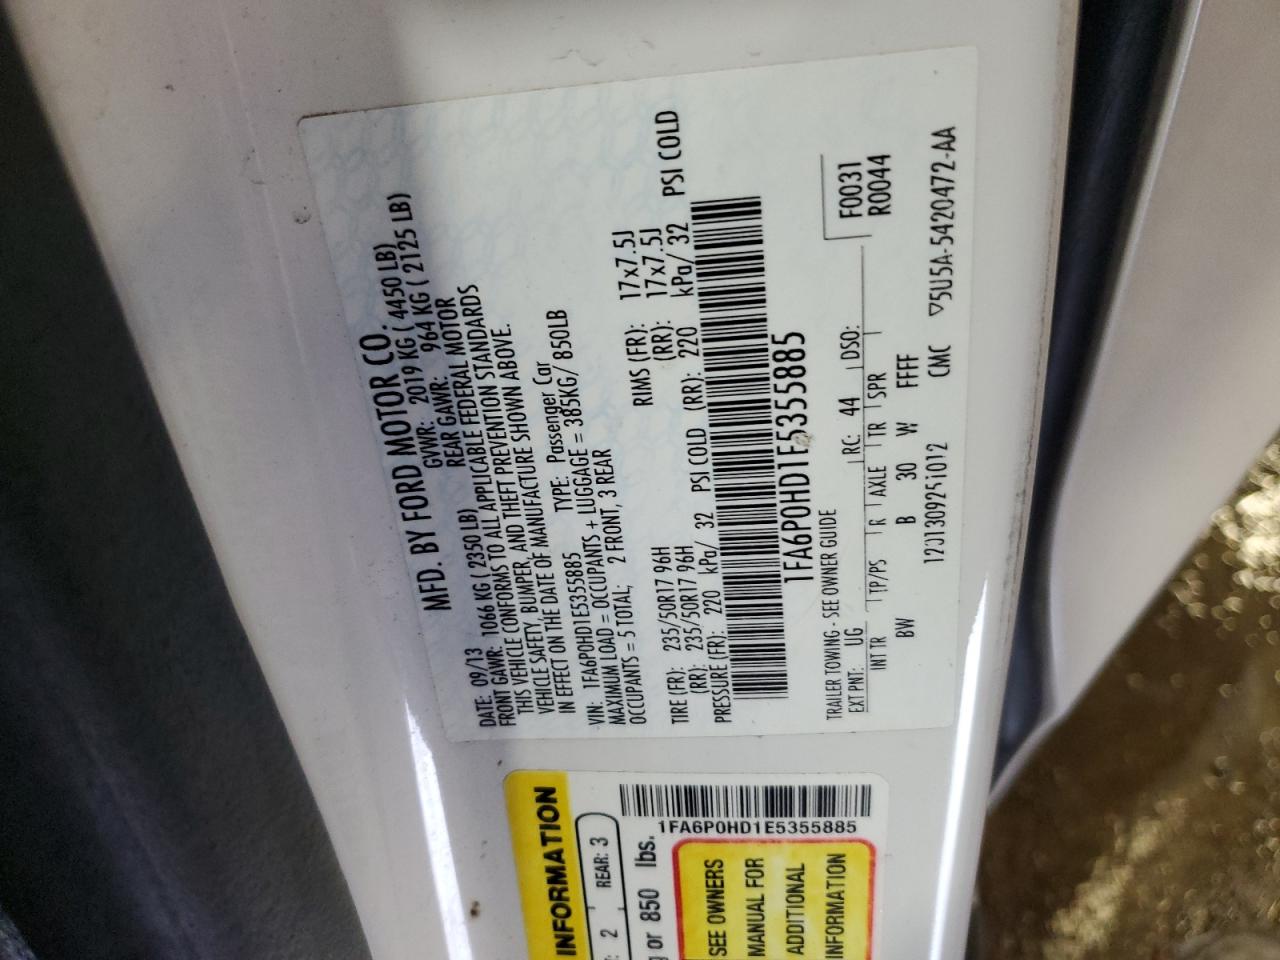 MFD. BY FORD MOTOR CO.
DATE: 09/13 GVWR: 2019 KG ( 4450 LB)
FRONT GAWR: 1066 KG ( 2350 LB) REAR GAWR: 964 KG ( 2125 LB)
THIS VEHICLE CONFORMS TO ALL APPLICABLE FEDERAL MOTOR
VEHICLE SAFETY, BUMPER, AND THEFT PREVENTION STANDARDS
IN EFFECT ON THE DATE OF MANUFACTURE SHOWN ABOVE.
VIN: 1FA6P0HD1E5355885 TYPE: Passenger Car
MAXIMUM LOAD = OCCUPANTS + LUGGAGE = 385KG/ 850LB
OCCUPANTS = 5 TOTAL; 2 FRONT, 3 REAR
TIRE (FR): 235/50R17 96H RIMS (FR): 17x7.5J
(RR): 235/50R17 96H (RR): 17x7.5J
PRESSURE (FR): 220 kPa/ 32 PSI COLD (RR): 220 kPa/ 32 PSI COLD
1FA6P0HD1E5355885
TRAILER TOWING - SEE OWNER GUIDE
F0031
EXT PNT: UG RC: 44 DSO: R0044
INT TR TP/PS R AXLE TR SPR
BW B 30 W FFFF
12J130925i012 CMC ▽5U5A-5420472-AA
INFORMATION
2 REAR: 3
or 850 lbs.
1FA6P0HD1E5355885
SEE OWNERS
MANUAL FOR
ADDITIONAL
INFORMATION